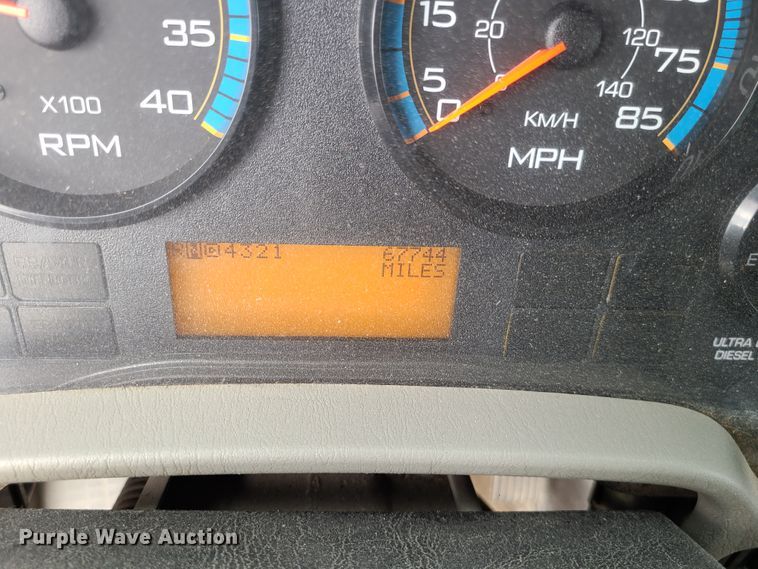 35
40
X100
RPM
15
5
0
20
0
120
140
75
85
KM/H
MPH
4321
67744
MILES
ULTRA
DIESEL
Purple Wave Auction